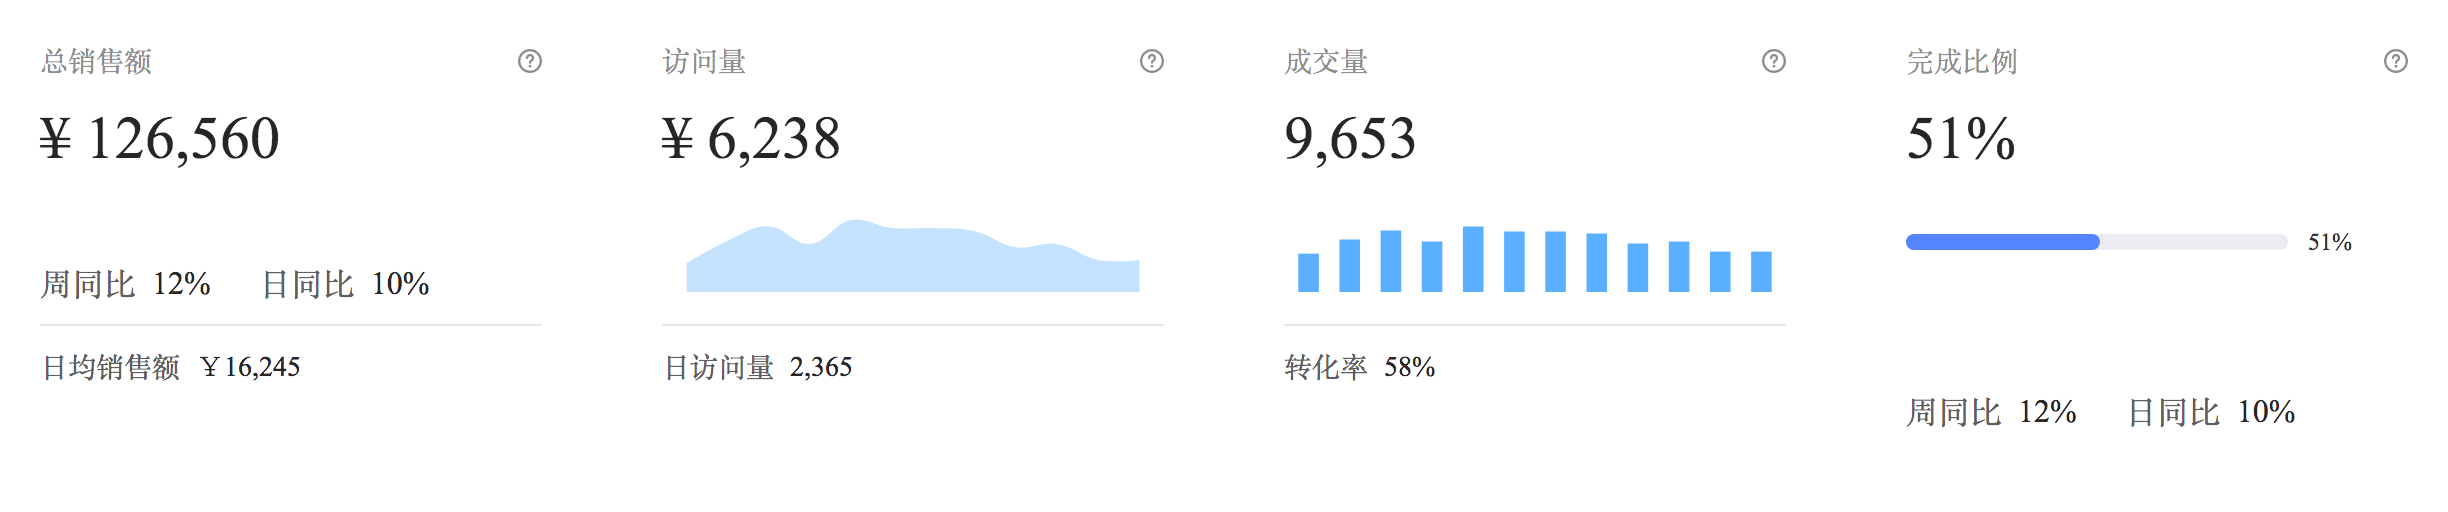 总销售额
¥ 126,560
周同比 12% 日同比 10%
日均销售额 ￥16,245
访问量
¥ 6,238
日访问量 2,365
成交量
9,653
转化率 58%
完成比例
51%
51%
周同比 12% 日同比 10%